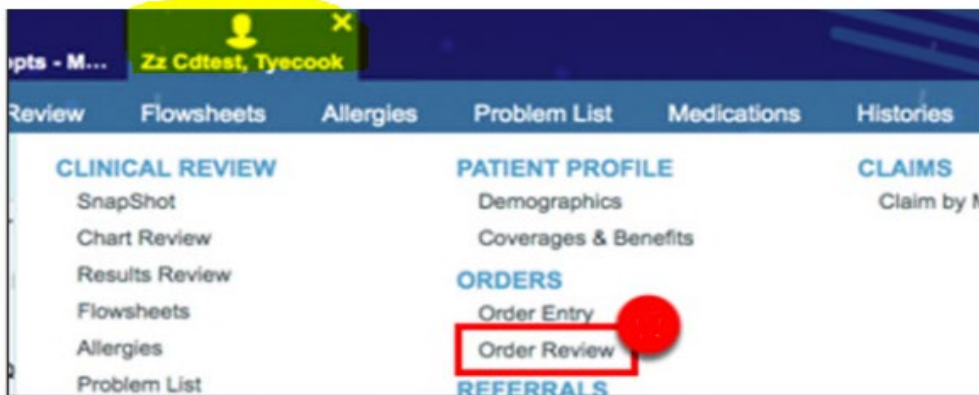 opts - M...
Zz Cdtest, Tyecook
Review Flowsheets Allergies Problem List Medications Histories
CLINICAL REVIEW
SnapShot
Chart Review
Results Review
Flowsheets
Allergies
Problem List
PATIENT PROFILE
Demographics
Coverages & Benefits
ORDERS
Order Entry
Order Review
REFERRALS
CLAIMS
Claim by M